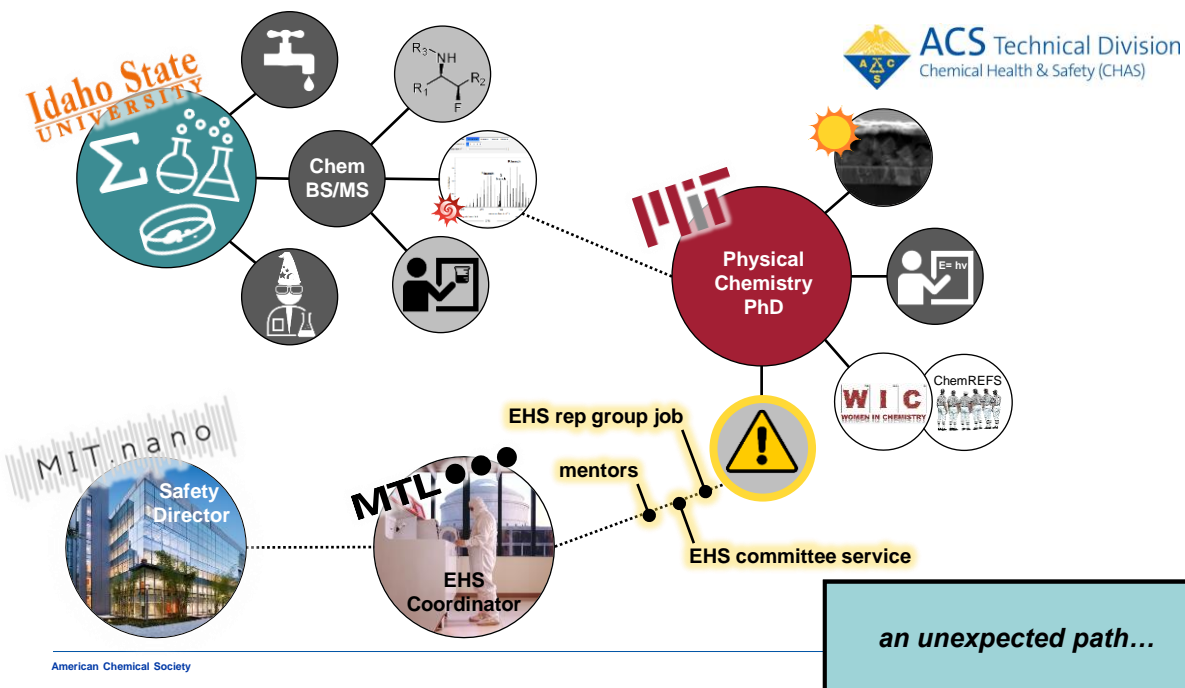 Idaho State
UNIVERSITY
Σ
Chem
BS/MS
R3
NH
R1
R2
F
ACS Technical Division
Chemical Health & Safety (CHAS)
A C S
MIT
Physical
Chemistry
PhD
E= hv
W I C
WOMEN IN CHEMISTRY
ChemREFS
EHS rep group job
mentors
EHS committee service
MTL
EHS
Coordinator
MIT.nano
Safety
Director
an unexpected path…
American Chemical Society